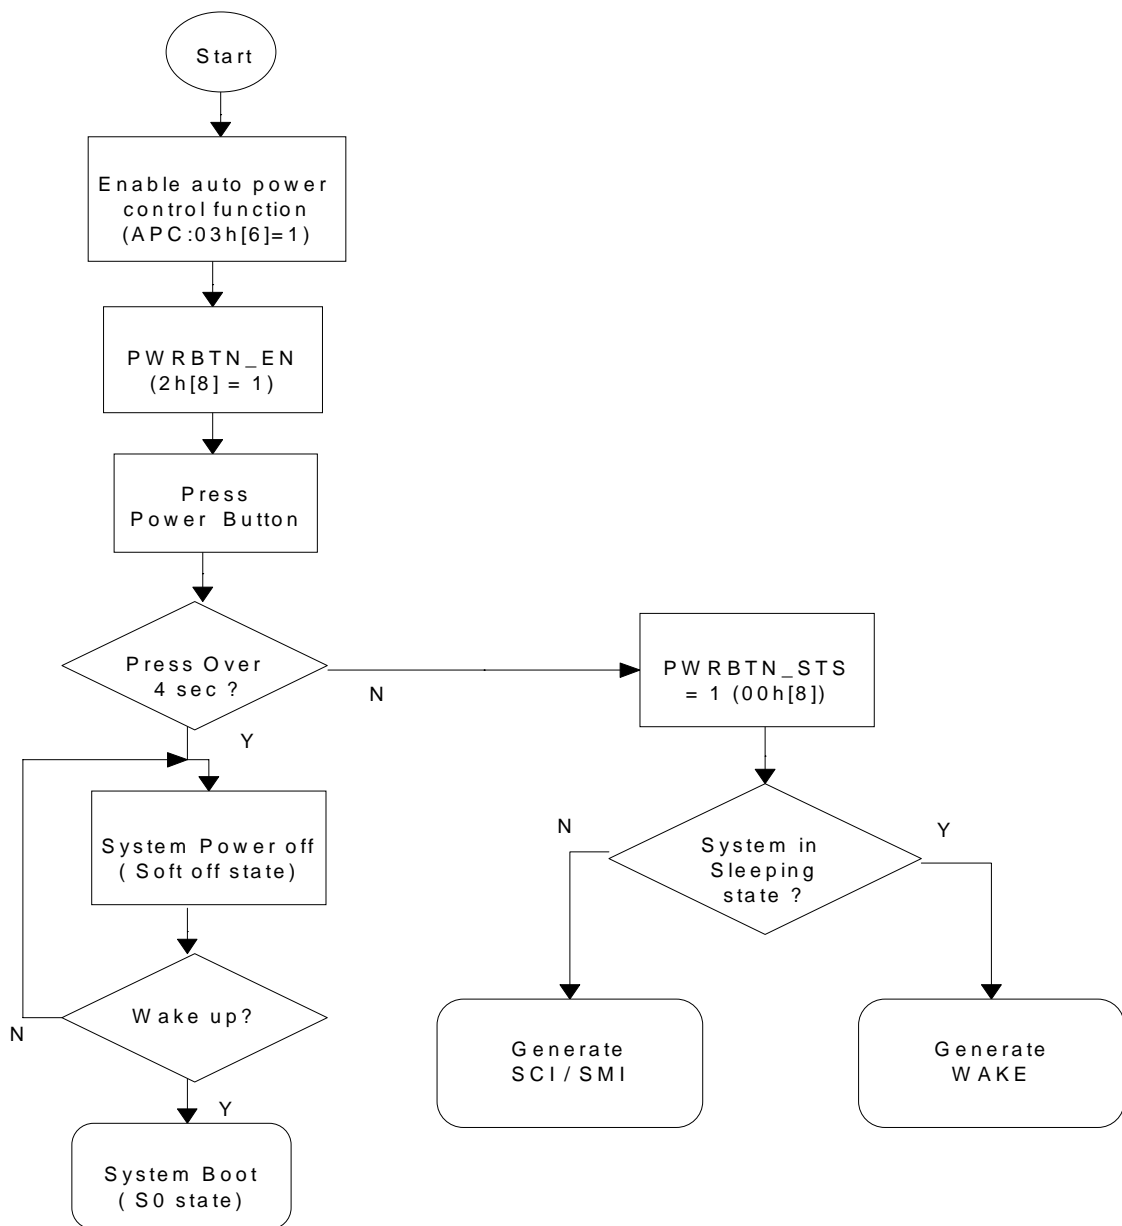 Start
Enable auto power
control function
(APC:03h[6]=1)
PWRBTN_EN
(2h[8] = 1)
Press
Power Button
Press Over
4 sec ?
N
Y
PWRBTN_STS
= 1 (00h[8])
System Power off
( Soft off state)
N
Y
System in
Sleeping
state ?
Wake up?
N
Y
Generate
SCI / SMI
Generate
WAKE
System Boot
( S0 state)